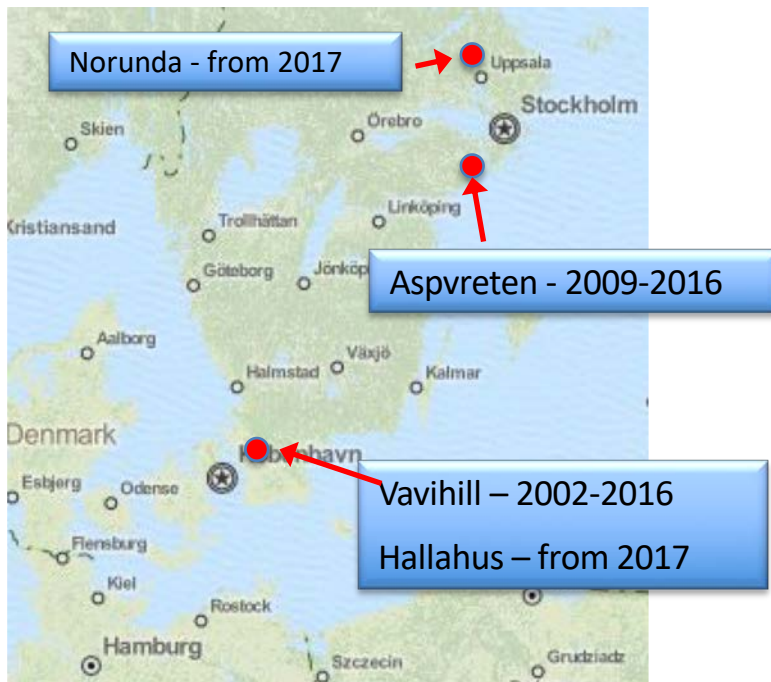 Norunda - from 2017
Uppsala
Stockholm
Skien
Örebro
Kristiansand
Trollhättan
Linköping
Göteborg
Jönköp
Aspvreten - 2009-2016
Aalborg
Halmstad
Växjö
Kalmar
Denmark
København
Esbjerg
Odense
Vavihill – 2002-2016
Hallahus – from 2017
Flensburg
Kiel
Rostock
Hamburg
Szczecin
Grudziadz